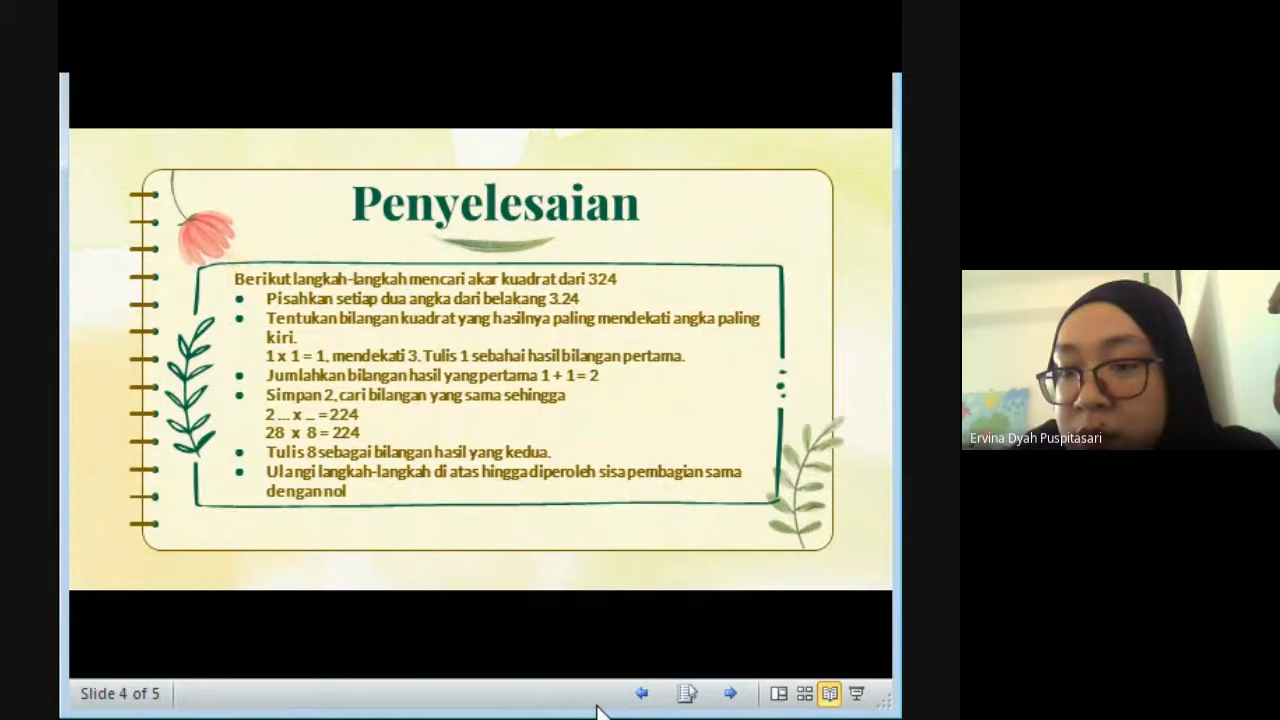 Penyelesaian
Berikut langkah-langkah mencari akar kuadrat dari 324
• Pisahkan setiap dua angka dari belakang 3.24
• Tentukan bilangan kuadrat yang hasilnya paling mendekati angka paling
kiri.
1 x 1 = 1, mendekati 3. Tulis 1 sebahai hasil bilangan pertama.
• Jumlahkan bilangan hasil yang pertama 1 + 1 = 2
• Simpan 2, cari bilangan yang sama sehingga
2 ... x ... = 224
28 x 8 = 224
• Tulis 8 sebagai bilangan hasil yang kedua.
• Ulangi langkah-langkah di atas hingga diperoleh sisa pembagian sama
dengan nol
Ervina Dyah Puspitasari
Slide 4 of 5